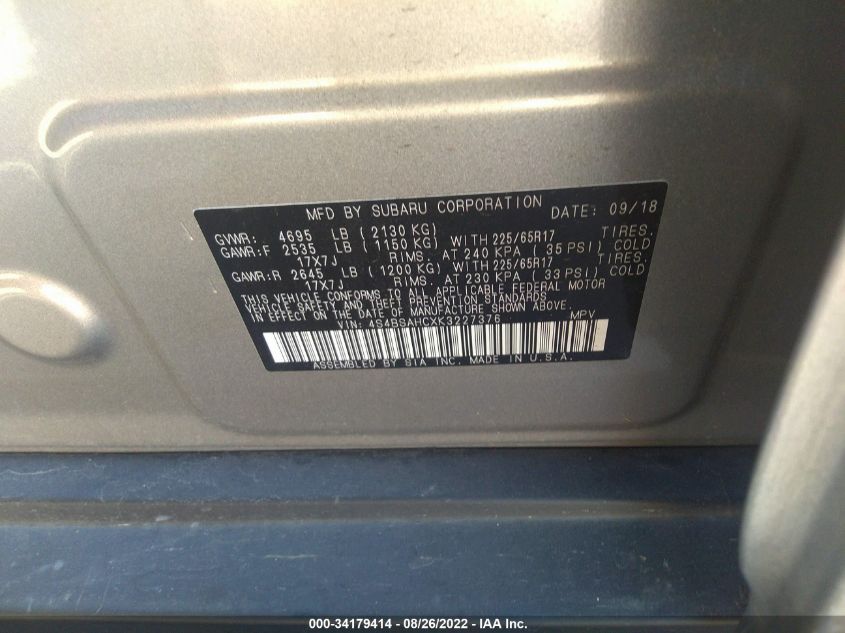 MFD BY SUBARU CORPORATION DATE: 09/18
GVWR: 4695 LB ( 2130 KG)
GAWR:F 2535 LB ( 1150 KG) WITH 225/65R17 TIRES.
17X7J RIMS. AT 240 KPA ( 35 PSI) COLD
GAWR:R 2645 LB ( 1200 KG) WITH 225/65R17 TIRES.
17X7J RIMS. AT 230 KPA ( 33 PSI) COLD
THIS VEHICLE CONFORMS TO ALL APPLICABLE FEDERAL MOTOR
VEHICLE SAFETY AND THEFT PREVENTION STANDARDS
IN EFFECT ON THE DATE OF MANUFACTURE SHOWN ABOVE.
VIN: 4S4BSAHCXK3227376 MPV
ASSEMBLED BY SIA INC. MADE IN U.S.A.
000-34179414 - 08/26/2022 - IAA Inc.